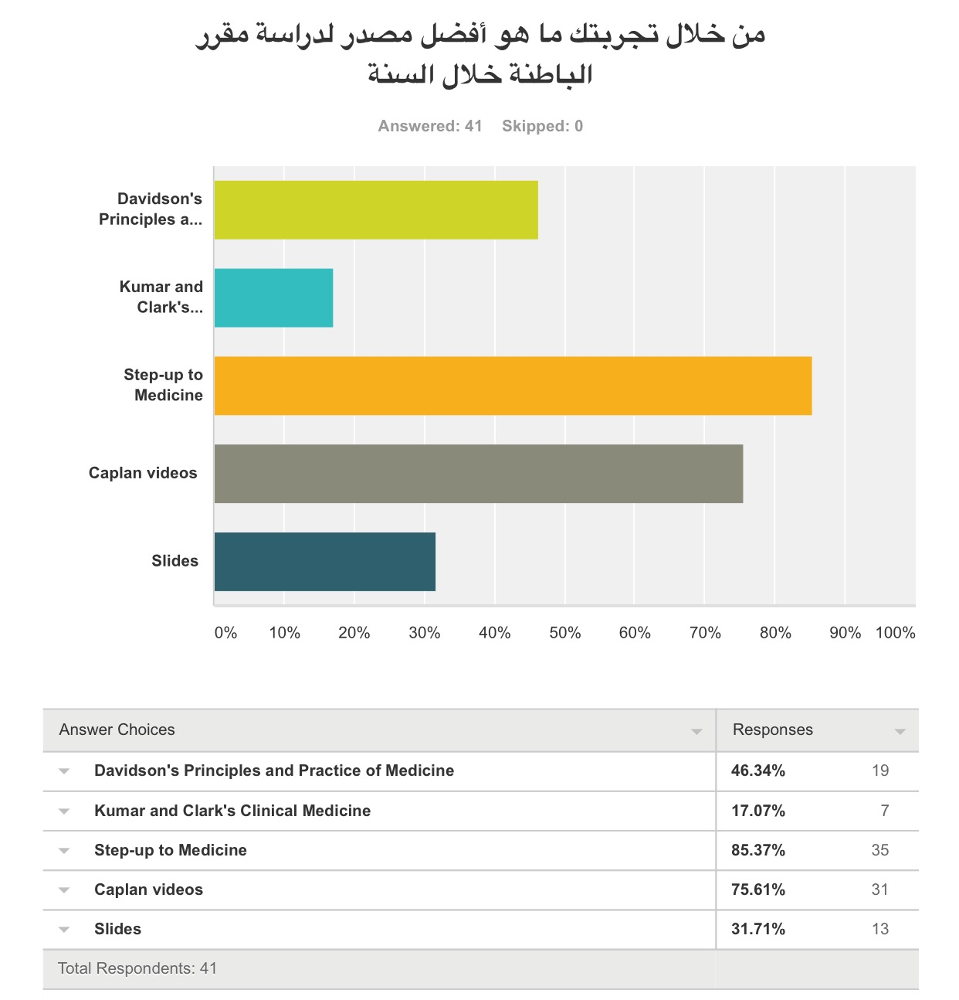 من خلال تجربتك ما هو أفضل مصدر لدراسة مقرر
الباطنة خلال السنة
Answered: 41 Skipped: 0
Davidson's
Principles a...
Kumar and
Clark's...
Step-up to
Medicine
Caplan videos
Slides
0% 10% 20% 30% 40% 50% 60% 70% 80% 90% 100%
Answer Choices Responses
Davidson's Principles and Practice of Medicine 46.34% 19
Kumar and Clark's Clinical Medicine 17.07% 7
Step-up to Medicine 85.37% 35
Caplan videos 75.61% 31
Slides 31.71% 13
Total Respondents: 41